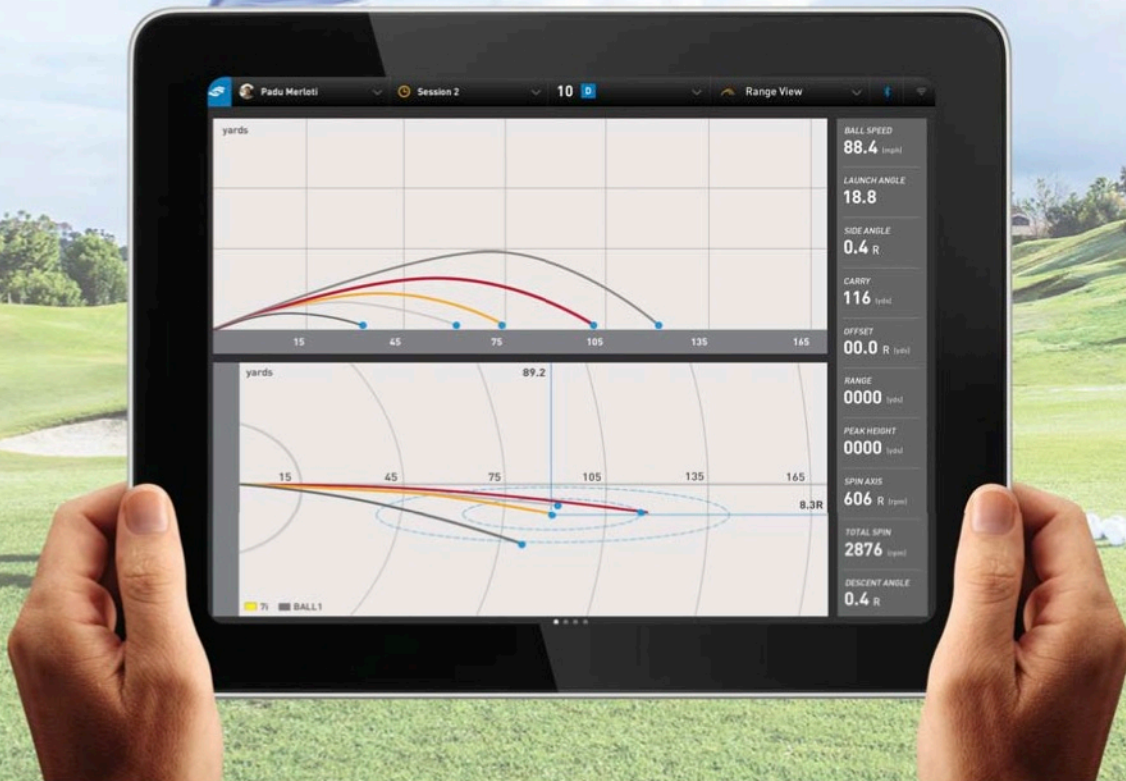 Padu Merloti
Session 2
10 D
Range View
yards
15 45 75 105 135 165
yards
89.2
15 45 75 105 135 165
8.3R
7i BALL1
BALL SPEED
88.4 (mph)
LAUNCH ANGLE
18.8
SIDE ANGLE
0.4 R
CARRY
116 (yds)
OFFSET
00.0 R (yds)
RANGE
0000 (yds)
PEAK HEIGHT
0000 (yds)
SPIN AXIS
606 R (rpm)
TOTAL SPIN
2876 (rpm)
DESCENT ANGLE
0.4 R